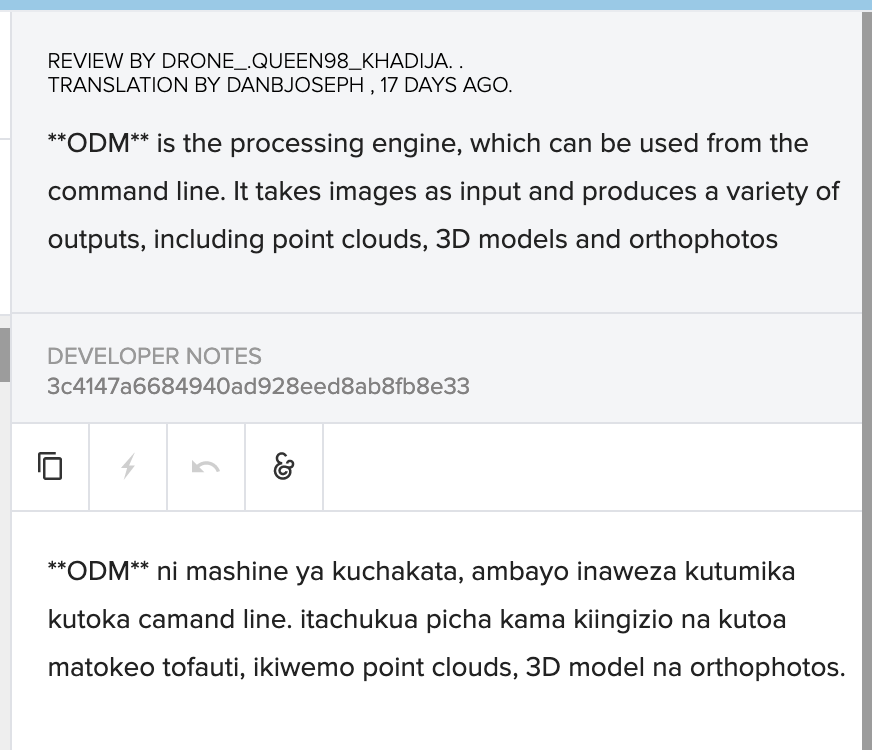 REVIEW BY DRONE_.QUEEN98_KHADIJA. .
TRANSLATION BY DANBJOSEPH , 17 DAYS AGO.
**ODM** is the processing engine, which can be used from the
command line. It takes images as input and produces a variety of
outputs, including point clouds, 3D models and orthophotos
DEVELOPER NOTES
3c4147a6684940ad928eed8ab8fb8e33
**ODM** ni mashine ya kuchakata, ambayo inaweza kutumika
kutoka camand line. itachukua picha kama kiingizio na kutoa
matokeo tofauti, ikiwemo point clouds, 3D model na orthophotos.